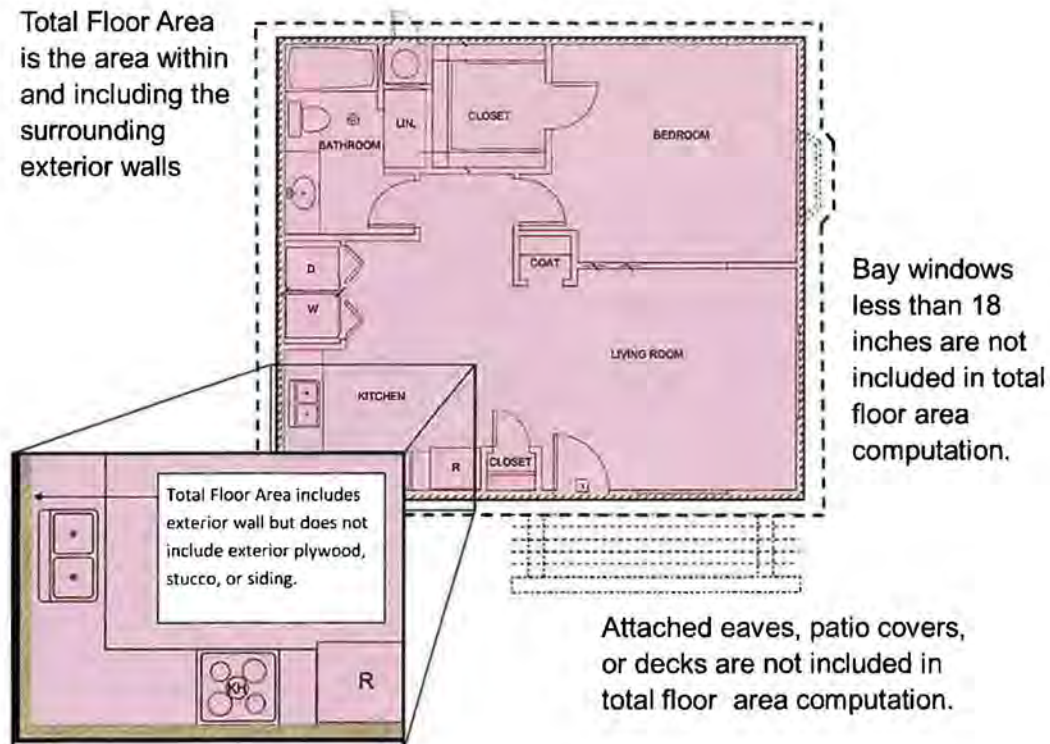 Total Floor Area
is the area within
and including the
surrounding
exterior walls
LIN.
CLOSET
BATHROOM
BEDROOM
D
COAT
W
LIVING ROOM
KITCHEN
R
CLOSET
Bay windows
less than 18
inches are not
included in total
floor area
computation.
Total Floor Area includes
exterior wall but does not
include exterior plywood,
stucco, or siding.
KH
R
Attached eaves, patio covers,
or decks are not included in
total floor area computation.